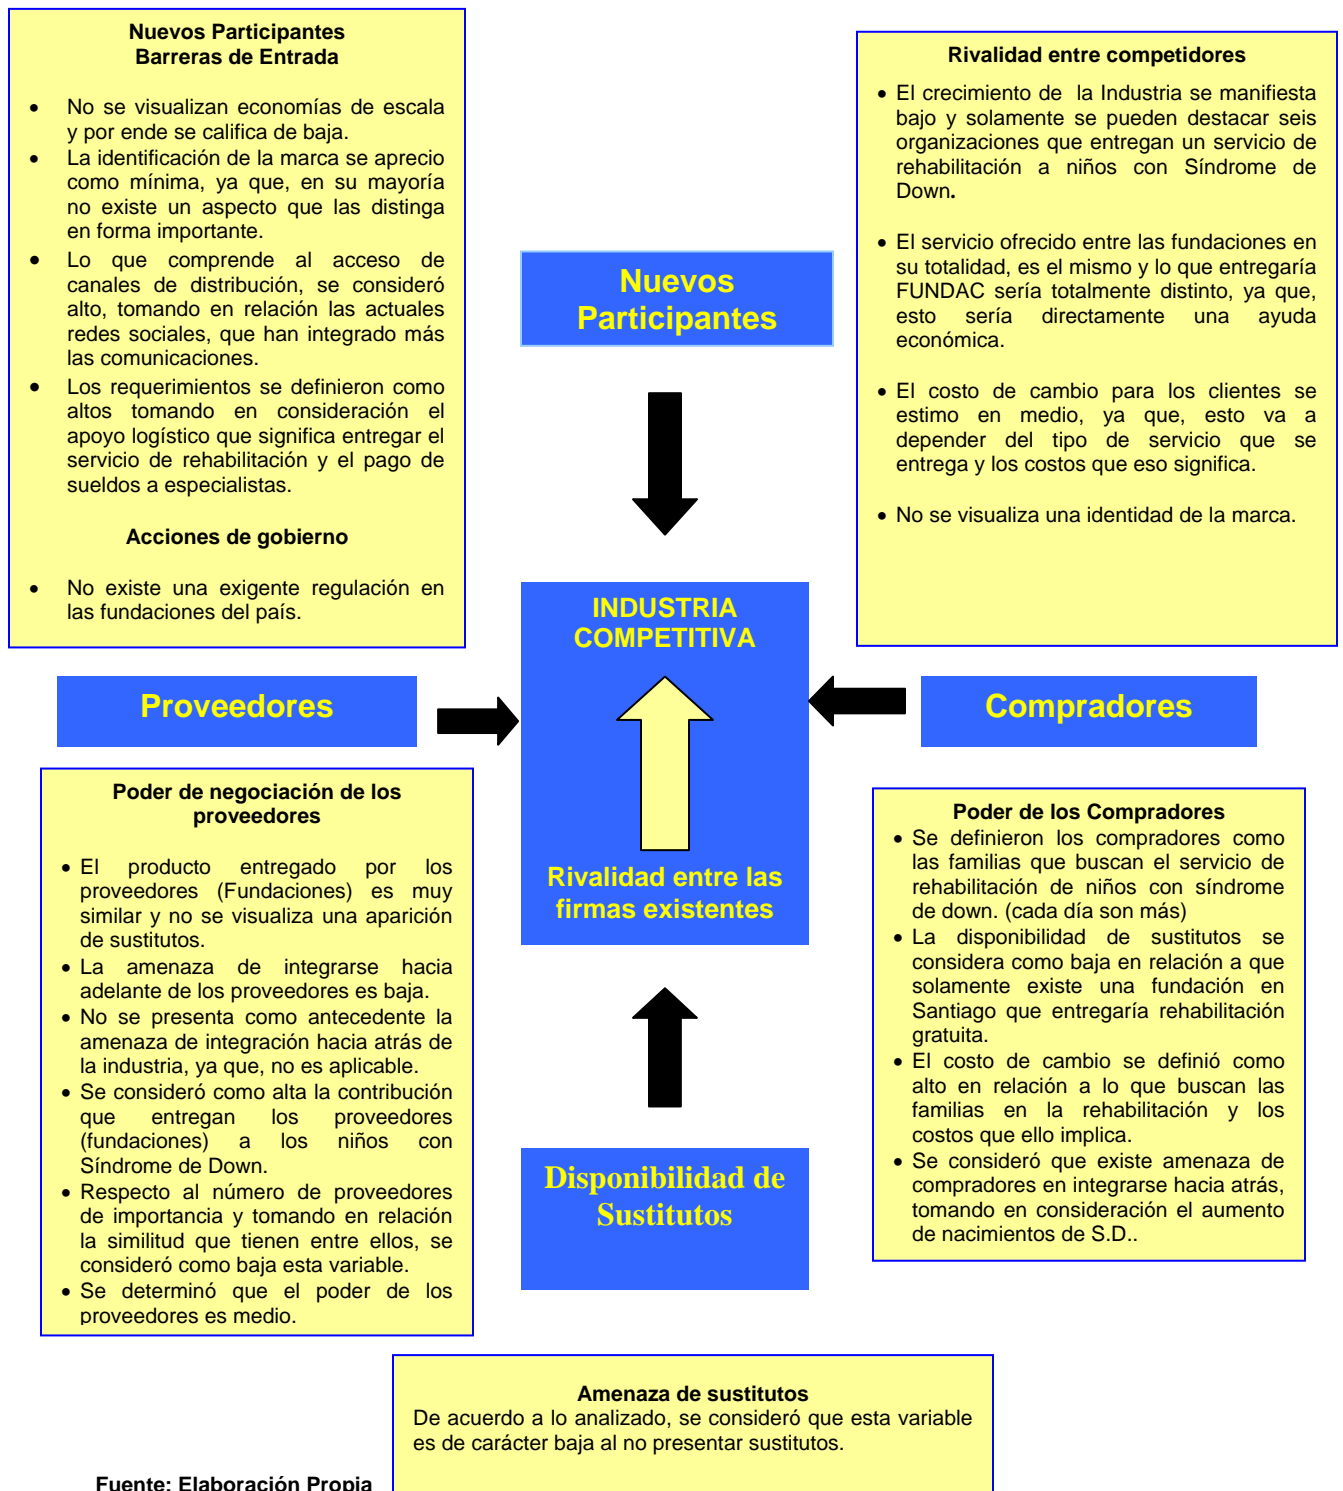 Nuevos Participantes
Barreras de Entrada
• No se visualizan economías de escala
y por ende se califica de baja.
• La identificación de la marca se aprecio
como mínima, ya que, en su mayoría
no existe un aspecto que las distinga
en forma importante.
• Lo que comprende al acceso de
canales de distribución, se consideró
alto, tomando en relación las actuales
redes sociales, que han integrado más
las comunicaciones.
• Los requerimientos se definieron como
altos tomando en consideración el
apoyo logístico que significa entregar el
servicio de rehabilitación y el pago de
sueldos a especialistas.
Acciones de gobierno
• No existe una exigente regulación en
las fundaciones del país.
Nuevos
Participantes
Rivalidad entre competidores
• El crecimiento de la Industria se manifiesta
bajo y solamente se pueden destacar seis
organizaciones que entregan un servicio de
rehabilitación a niños con Síndrome de
Down.
• El servicio ofrecido entre las fundaciones en
su totalidad, es el mismo y lo que entregaría
FUNDAC sería totalmente distinto, ya que,
esto sería directamente una ayuda
económica.
• El costo de cambio para los clientes se
estimo en medio, ya que, esto va a
depender del tipo de servicio que se
entrega y los costos que eso significa.
• No se visualiza una identidad de la marca.
Proveedores
INDUSTRIA
COMPETITIVA
Rivalidad entre las
firmas existentes
Compradores
Poder de negociación de los
proveedores
• El producto entregado por los
proveedores (Fundaciones) es muy
similar y no se visualiza una aparición
de sustitutos.
• La amenaza de integrarse hacia
adelante de los proveedores es baja.
• No se presenta como antecedente la
amenaza de integración hacia atrás de
la industria, ya que, no es aplicable.
• Se consideró como alta la contribución
que entregan los proveedores
(fundaciones) a los niños con
Síndrome de Down.
• Respecto al número de proveedores
de importancia y tomando en relación
la similitud que tienen entre ellos, se
consideró como baja esta variable.
• Se determinó que el poder de los
proveedores es medio.
Disponibilidad de
Sustitutos
Poder de los Compradores
• Se definieron los compradores como
las familias que buscan el servicio de
rehabilitación de niños con síndrome
de down. (cada día son más)
• La disponibilidad de sustitutos se
considera como baja en relación a que
solamente existe una fundación en
Santiago que entregaría rehabilitación
gratuita.
• El costo de cambio se definió como
alto en relación a lo que buscan las
familias en la rehabilitación y los
costos que ello implica.
• Se consideró que existe amenaza de
compradores en integrarse hacia atrás,
tomando en consideración el aumento
de nacimientos de S.D..
Amenaza de sustitutos
De acuerdo a lo analizado, se consideró que esta variable
es de carácter baja al no presentar sustitutos.
Fuente: Elaboración Propia